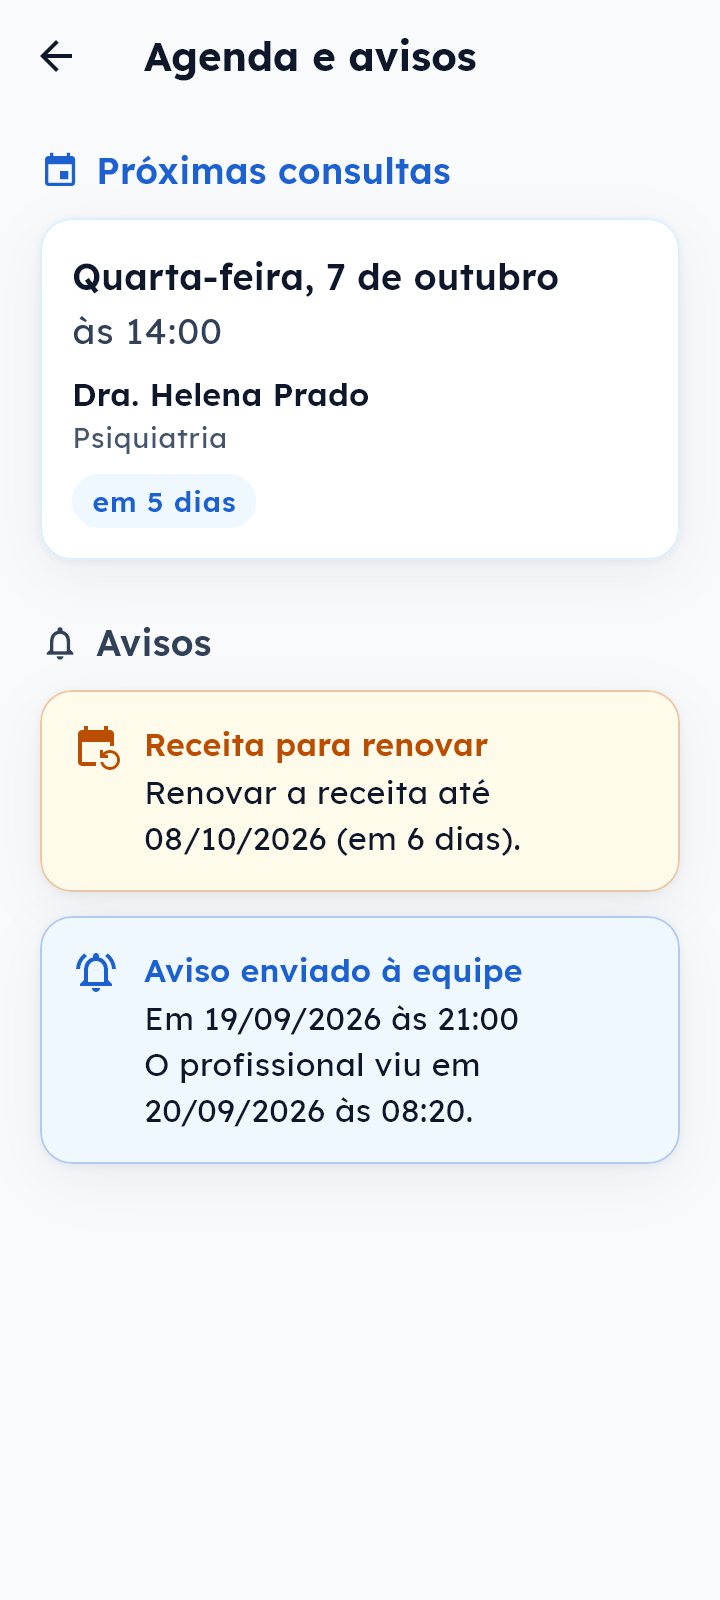 Agenda e avisos
Próximas consultas
Quarta-feira, 7 de outubro
às 14:00
Dra. Helena Prado
Psiquiatria
em 5 dias
Avisos
Receita para renovar
Renovar a receita até
08/10/2026 (em 6 dias).
Aviso enviado à equipe
Em 19/09/2026 às 21:00
O profissional viu em
20/09/2026 às 08:20.